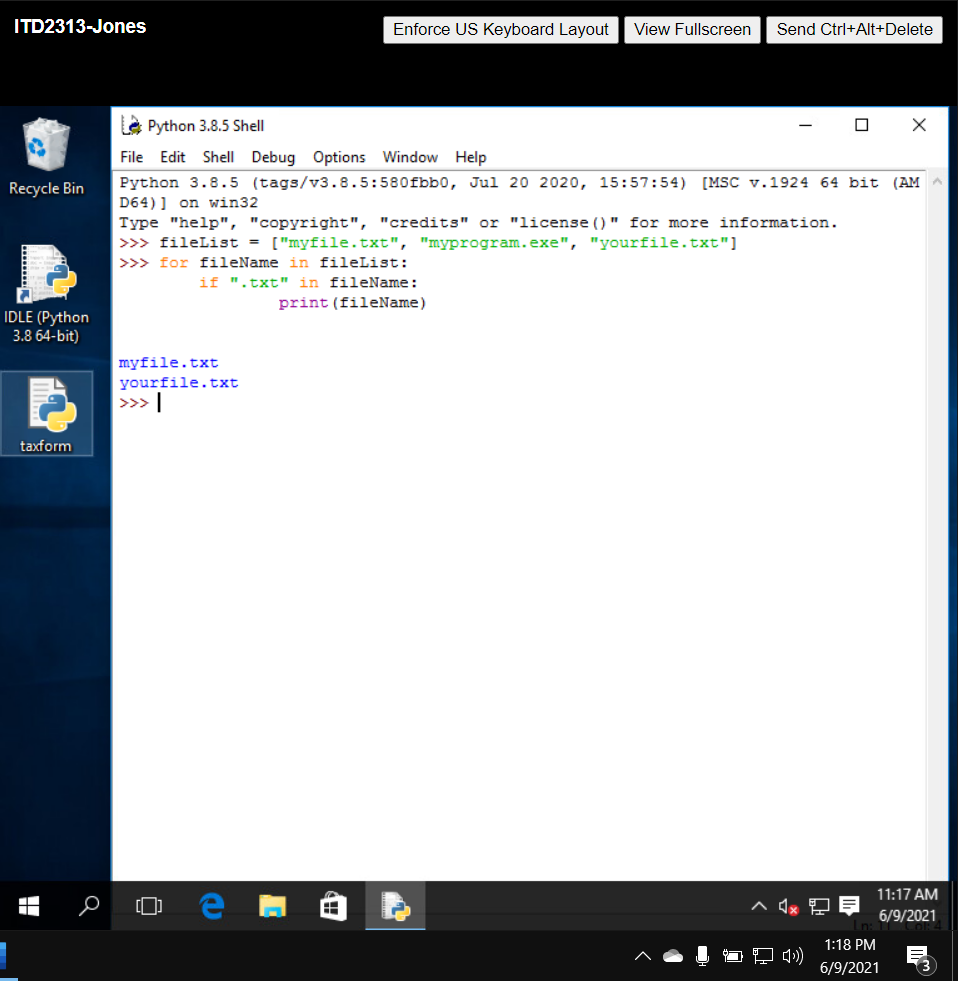 ITD2313-Jones
Enforce US Keyboard Layout
View Fullscreen
Send Ctrl+Alt+Delete
Recycle Bin
IDLE (Python
3.8 64-bit)
taxform
Python 3.8.5 Shell
File Edit Shell Debug Options Window Help
Python 3.8.5 (tags/v3.8.5:580fbb0, Jul 20 2020, 15:57:54) [MSC v.1924 64 bit (AM
D64)] on win32
Type "help", "copyright", "credits" or "license()" for more information.
>>> fileList = ["myfile.txt", "myprogram.exe", "yourfile.txt"]
>>> for fileName in fileList:
        if ".txt" in fileName:
                print(fileName)
myfile.txt
yourfile.txt
>>>
11:17 AM
6/9/2021
1:18 PM
6/9/2021
3